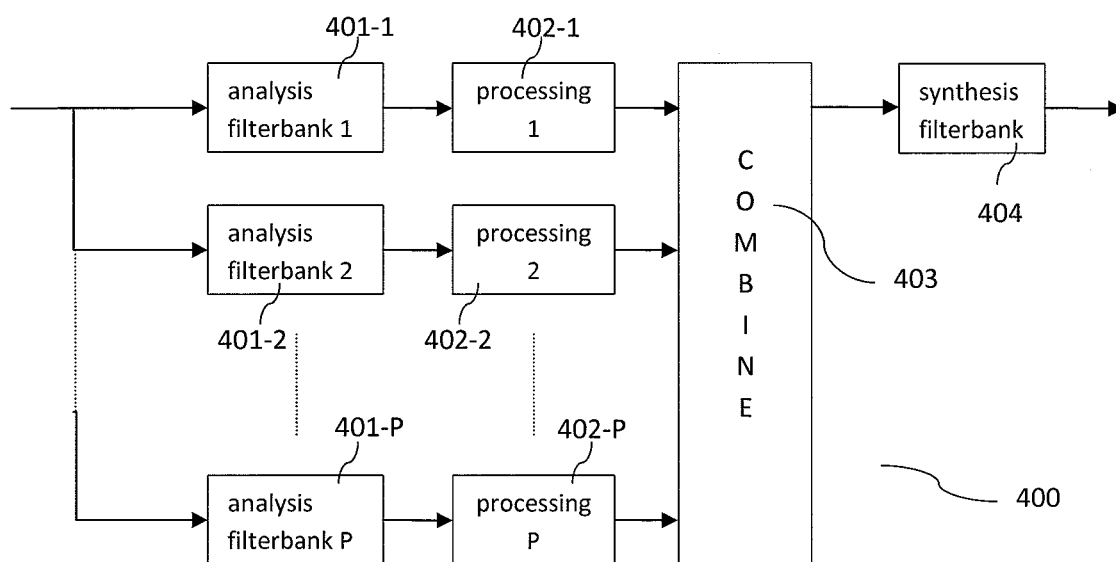 401-1
402-1
analysis
filterbank 1
processing
1
synthesis
filterbank
404
C
O
M
B
I
N
E
403
analysis
filterbank 2
processing
2
401-2
402-2
401-P
402-P
analysis
filterbank P
processing
P
400